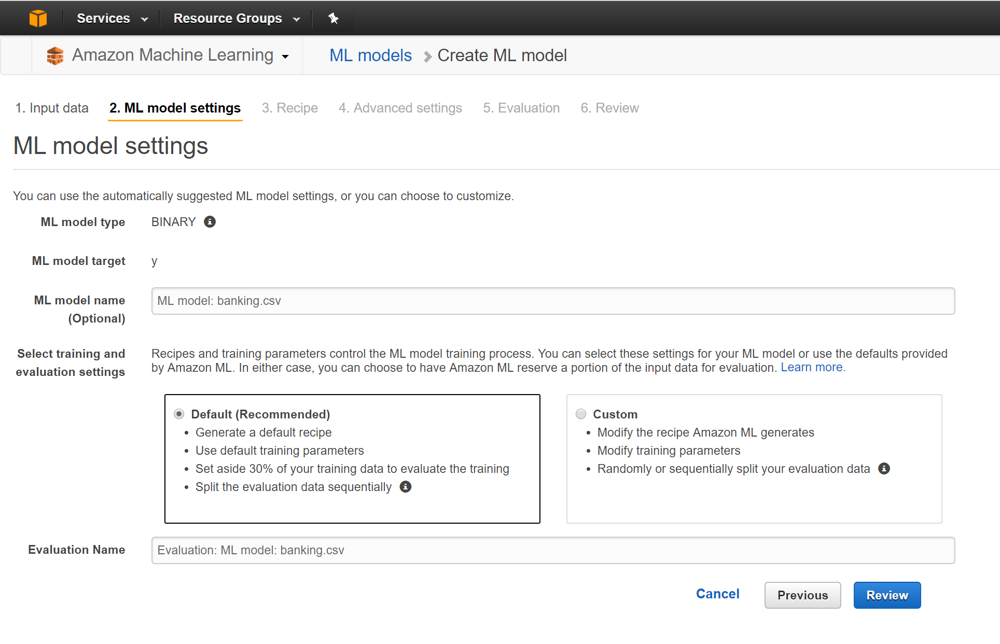 Services Resource Groups
Amazon Machine Learning ML models Create ML model
1. Input data 2. ML model settings 3. Recipe 4. Advanced settings 5. Evaluation 6. Review
ML model settings
You can use the automatically suggested ML model settings, or you can choose to customize.
ML model type BINARY
ML model target y
ML model name
(Optional)
ML model: banking.csv
Select training and
evaluation settings
Recipes and training parameters control the ML model training process. You can select these settings for your ML model or use the defaults provided
by Amazon ML. In either case, you can choose to have Amazon ML reserve a portion of the input data for evaluation. Learn more.
Default (Recommended)
• Generate a default recipe
• Use default training parameters
• Set aside 30% of your training data to evaluate the training
• Split the evaluation data sequentially
Custom
• Modify the recipe Amazon ML generates
• Modify training parameters
• Randomly or sequentially split your evaluation data
Evaluation Name Evaluation: ML model: banking.csv
Cancel Previous Review